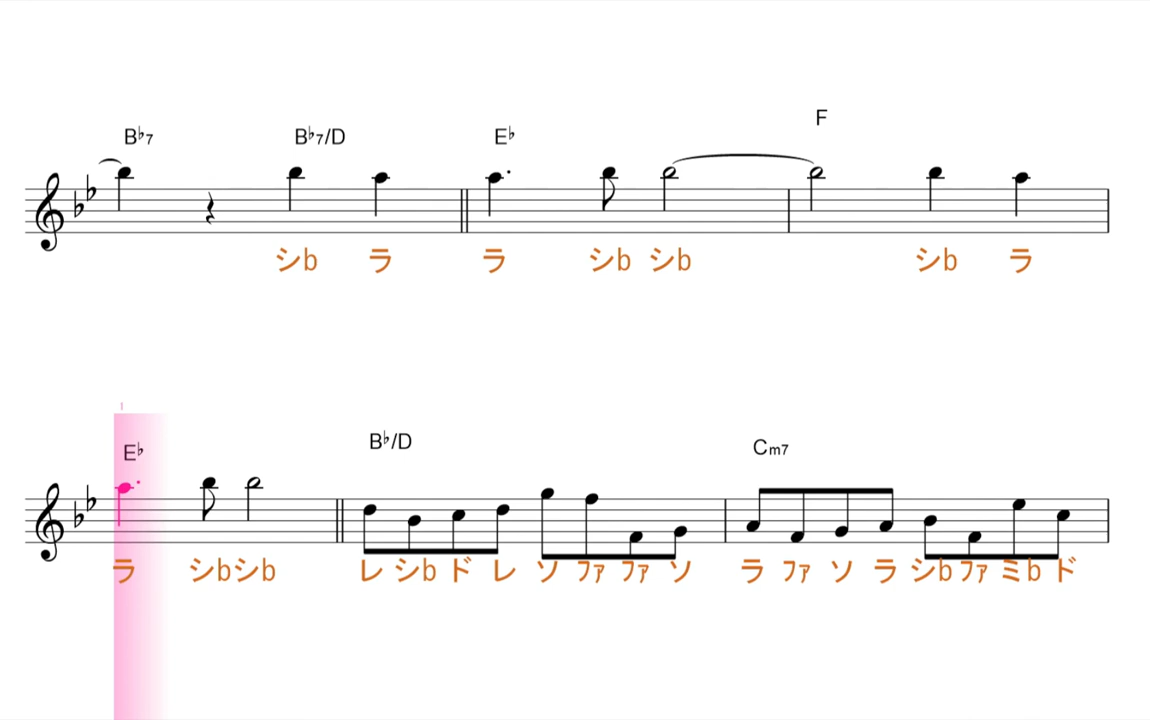 B♭7 B♭7/D E♭ F
シb ラ ラ シb シb シb ラ
1
E♭ B♭/D Cm7
ラ シb シb レ シb ド レ ソ ファ ファ ソ ラ ファ ソ ラ シb ファ ミb ド